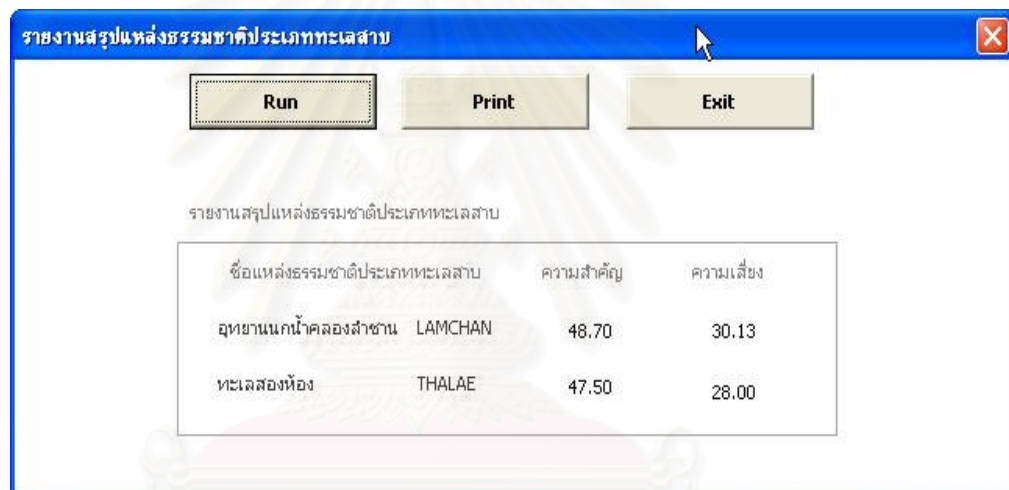 รายงานสรุปแหล่งธรรมชาติประเภททะเลสาบ
Run Print Exit
รายงานสรุปแหล่งธรรมชาติประเภททะเลสาบ
ชื่อแหล่งธรรมชาติประเภททะเลสาบ ความสำคัญ ความเสี่ยง
อุทยานนกน้ำคลองลำชาน LAMCHAN 48.70 30.13
ทะเลสองห้อง THALAE 47.50 28.00